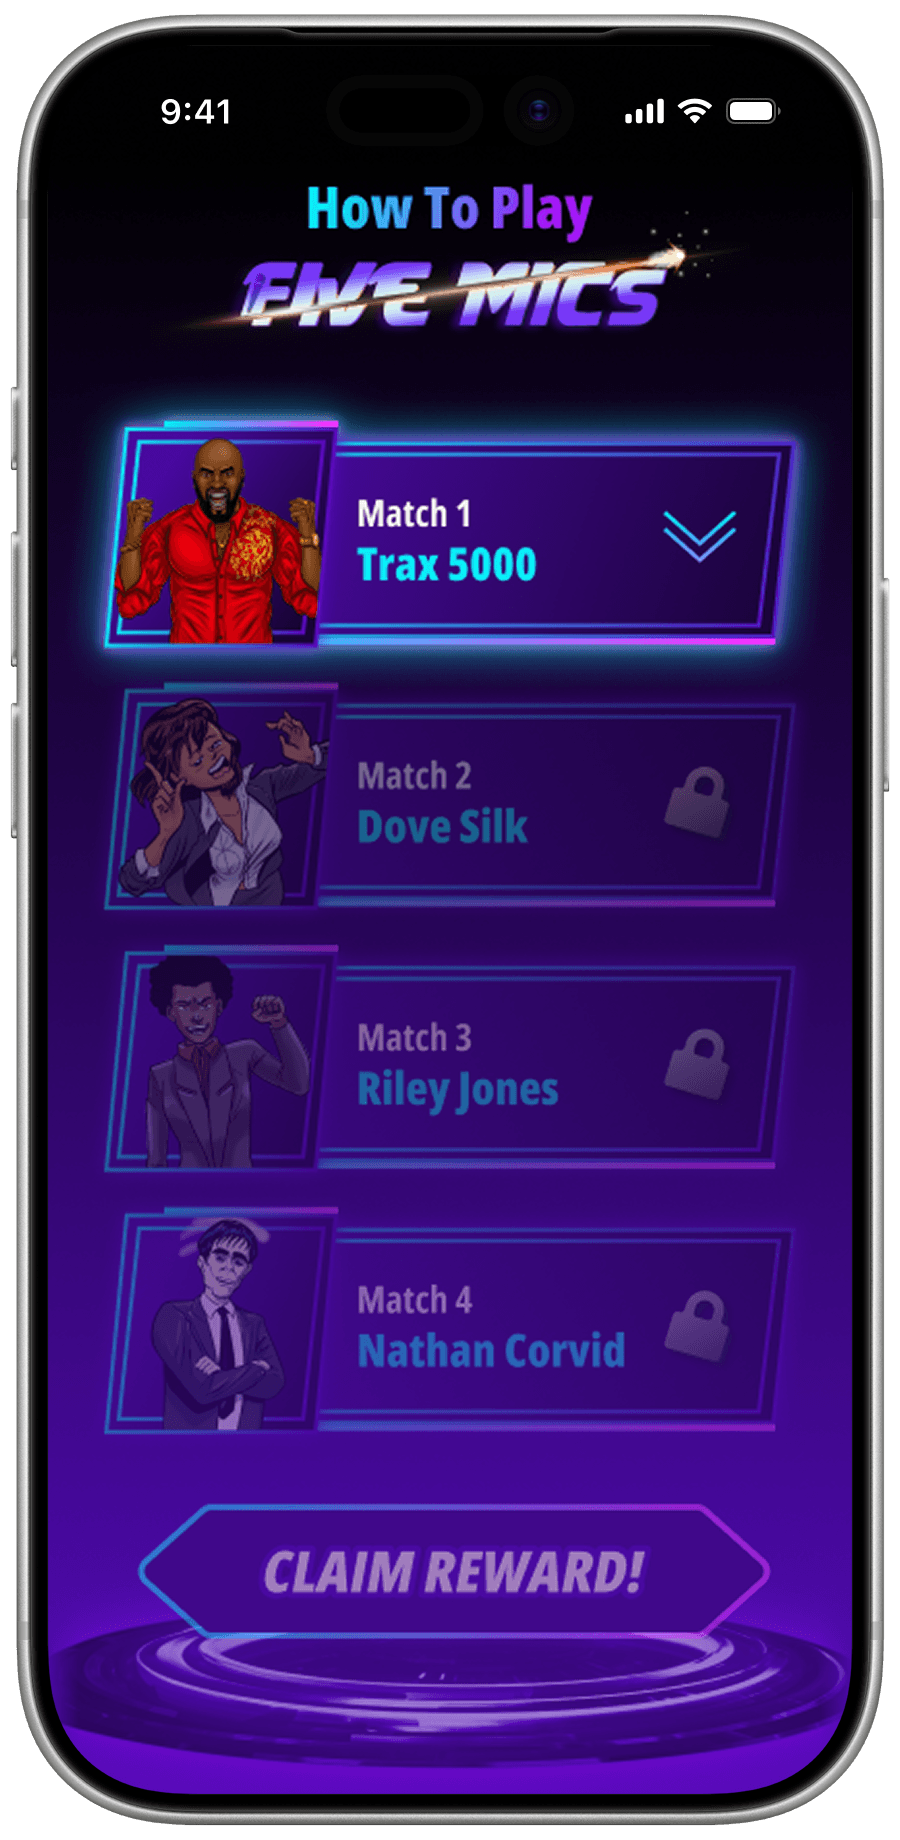 9:41
How To Play
FIVE MICS
Match 1
Trax 5000
Match 2
Dove Silk
Match 3
Riley Jones
Match 4
Nathan Corvid
CLAIM REWARD!